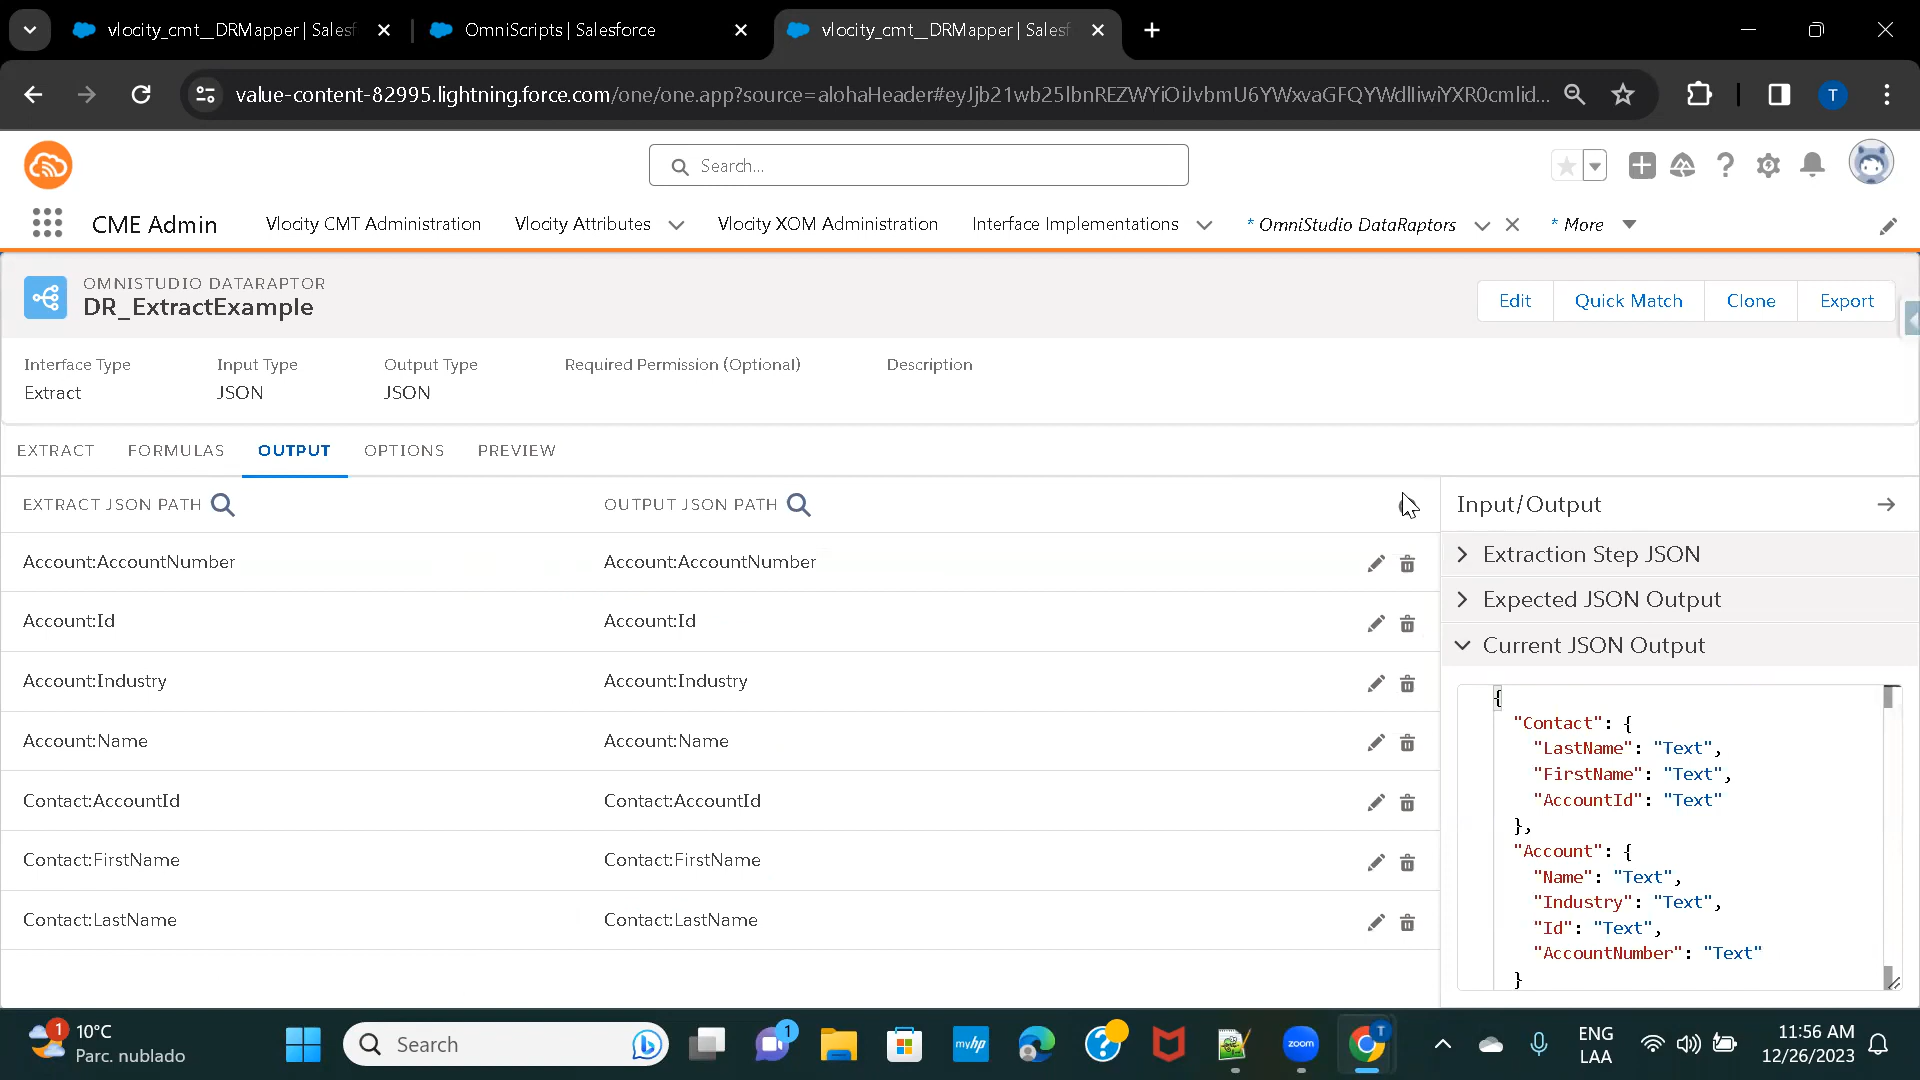 vlocity_cmt__DRMapper | Salesf
OmniScripts | Salesforce
vlocity_cmt__DRMapper | Salesf
value-content-82995.lightning.force.com/one/one.app?source=alohaHeader#eyJjb21wb25lbnREZWYiOiJvbmU6YWxvaGFQYWdlIiwiYXR0cmlid...
T
Search...
CME Admin
Vlocity CMT Administration
Vlocity Attributes
Vlocity XOM Administration
Interface Implementations
* OmniStudio DataRaptors
* More
OMNISTUDIO DATARAPTOR
DR_ExtractExample
Edit
Quick Match
Clone
Export
Interface Type
Input Type
Output Type
Required Permission (Optional)
Description
Extract
JSON
JSON
EXTRACT
FORMULAS
OUTPUT
OPTIONS
PREVIEW
EXTRACT JSON PATH
OUTPUT JSON PATH
Account:AccountNumber
Account:AccountNumber
Account:Id
Account:Id
Account:Industry
Account:Industry
Account:Name
Account:Name
Contact:AccountId
Contact:AccountId
Contact:FirstName
Contact:FirstName
Contact:LastName
Contact:LastName
Input/Output
Extraction Step JSON
Expected JSON Output
Current JSON Output
{
"Contact": {
"LastName": "Text",
"FirstName": "Text",
"AccountId": "Text"
},
"Account": {
"Name": "Text",
"Industry": "Text",
"Id": "Text",
"AccountNumber": "Text"
}
1
10°C
Parc. nublado
Search
1
myhp
zoom
T
ENG
LAA
11:56 AM
12/26/2023